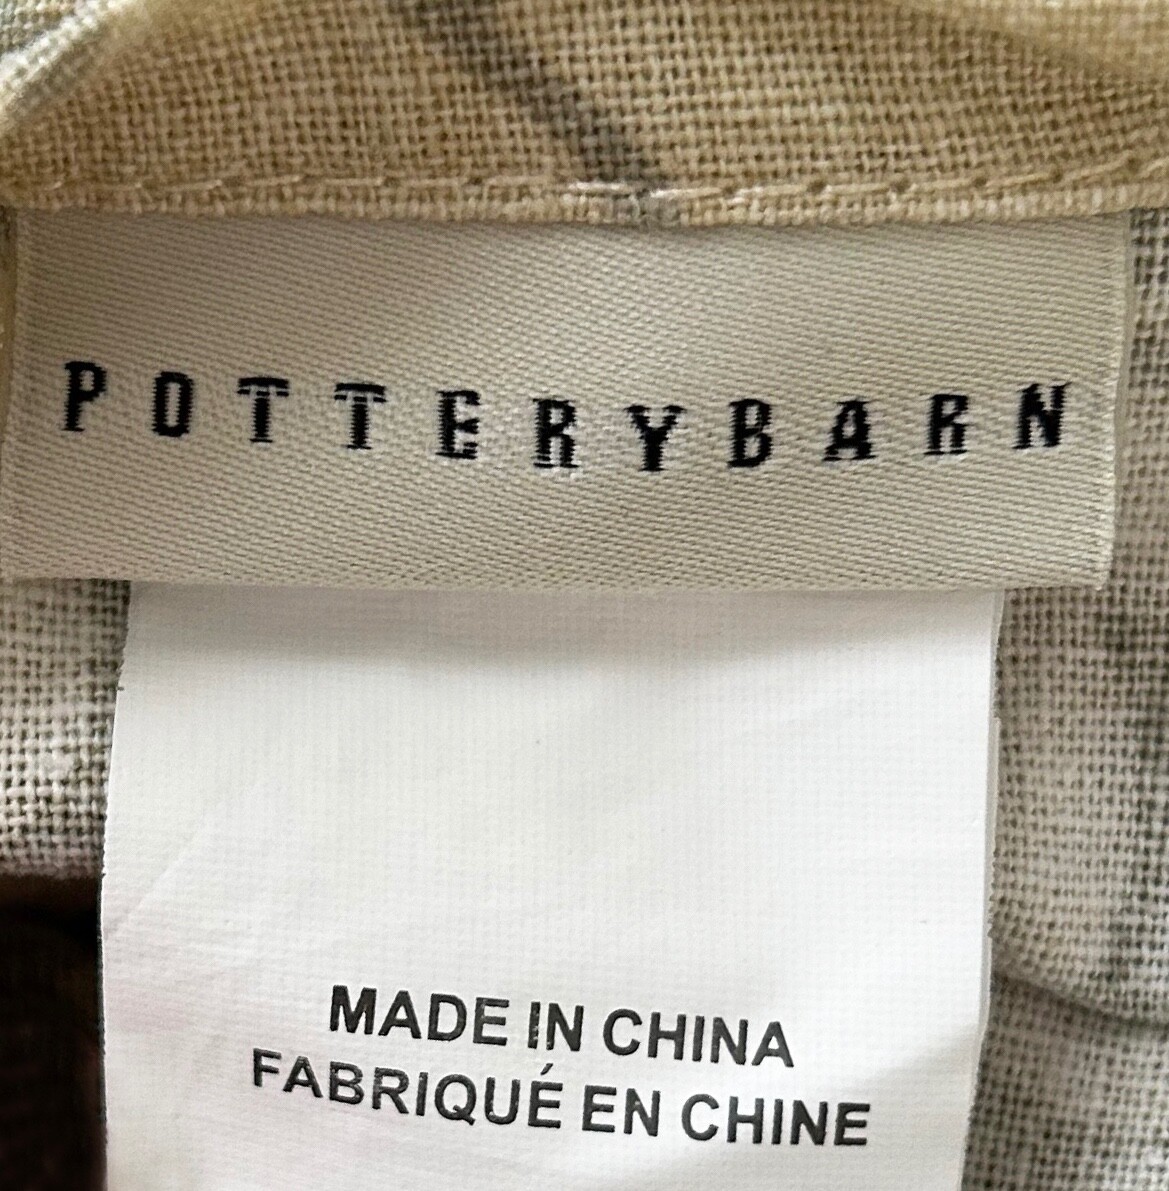 POTTERYBARN
MADE IN CHINA
FABRIQUÉ EN CHINE